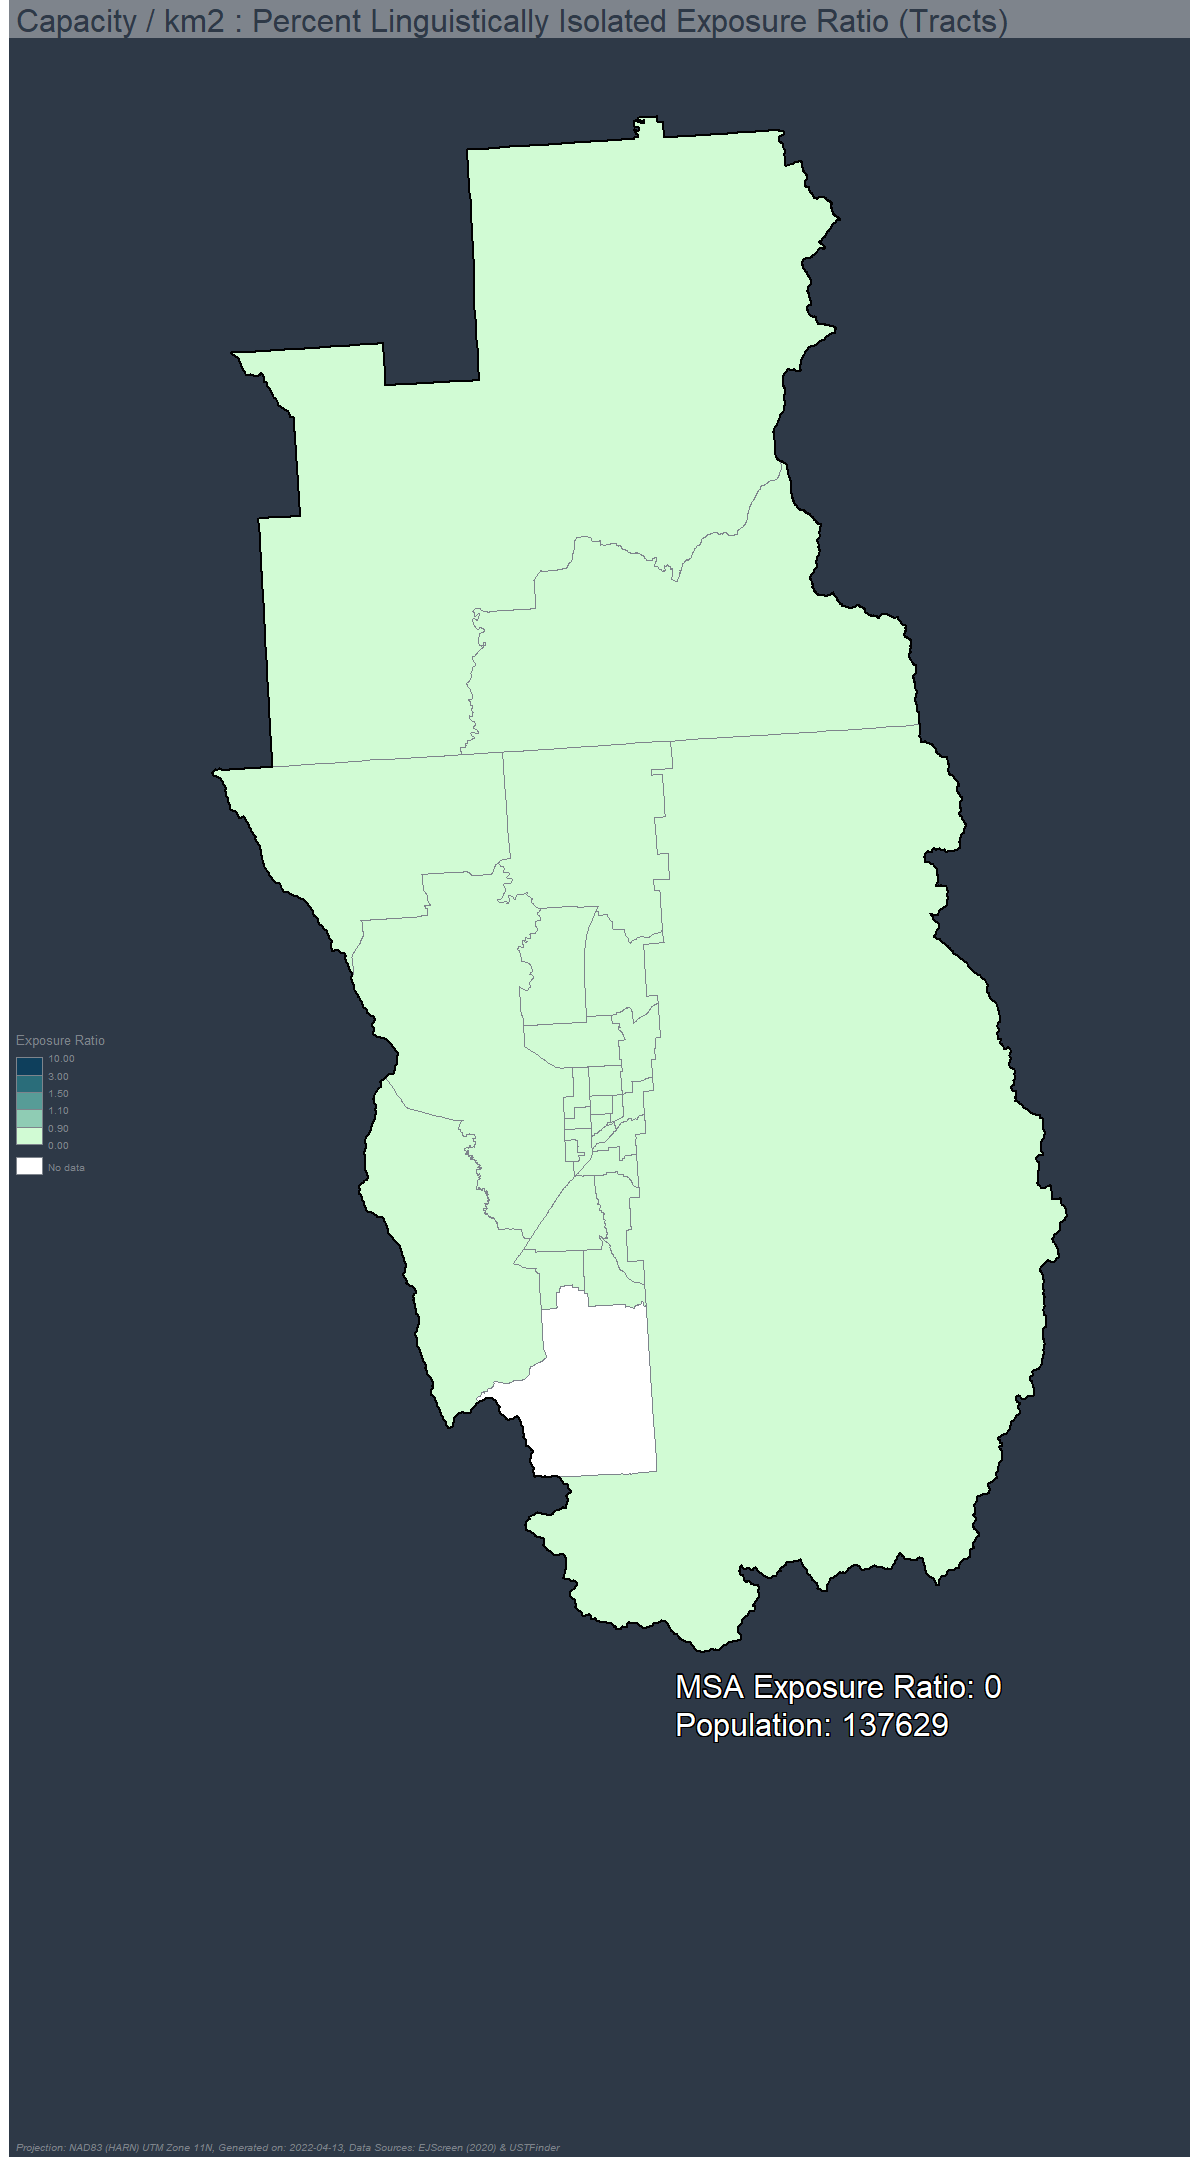 Capacity / km2 : Percent Linguistically Isolated Exposure Ratio (Tracts)
Exposure Ratio
10.00
3.00
1.50
1.10
0.90
0.00
No data
MSA Exposure Ratio: 0
Population: 137629
Projection: NAD83 (HARN) UTM Zone 11N, Generated on: 2022-04-13, Data Sources: EJScreen (2020) & USTFinder